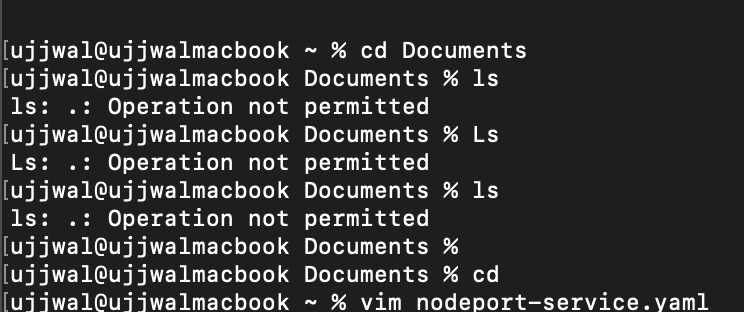 [ujjwal@ujjwalmacbook ~ % cd Documents
[ujjwal@ujjwalmacbook Documents % ls
ls: .: Operation not permitted
[ujjwal@ujjwalmacbook Documents % Ls
Ls: .: Operation not permitted
[ujjwal@ujjwalmacbook Documents % ls
ls: .: Operation not permitted
[ujjwal@ujjwalmacbook Documents %
[ujjwal@ujjwalmacbook Documents % cd
[ujjwal@ujjwalmacbook ~ % vim nodeport-service.yaml